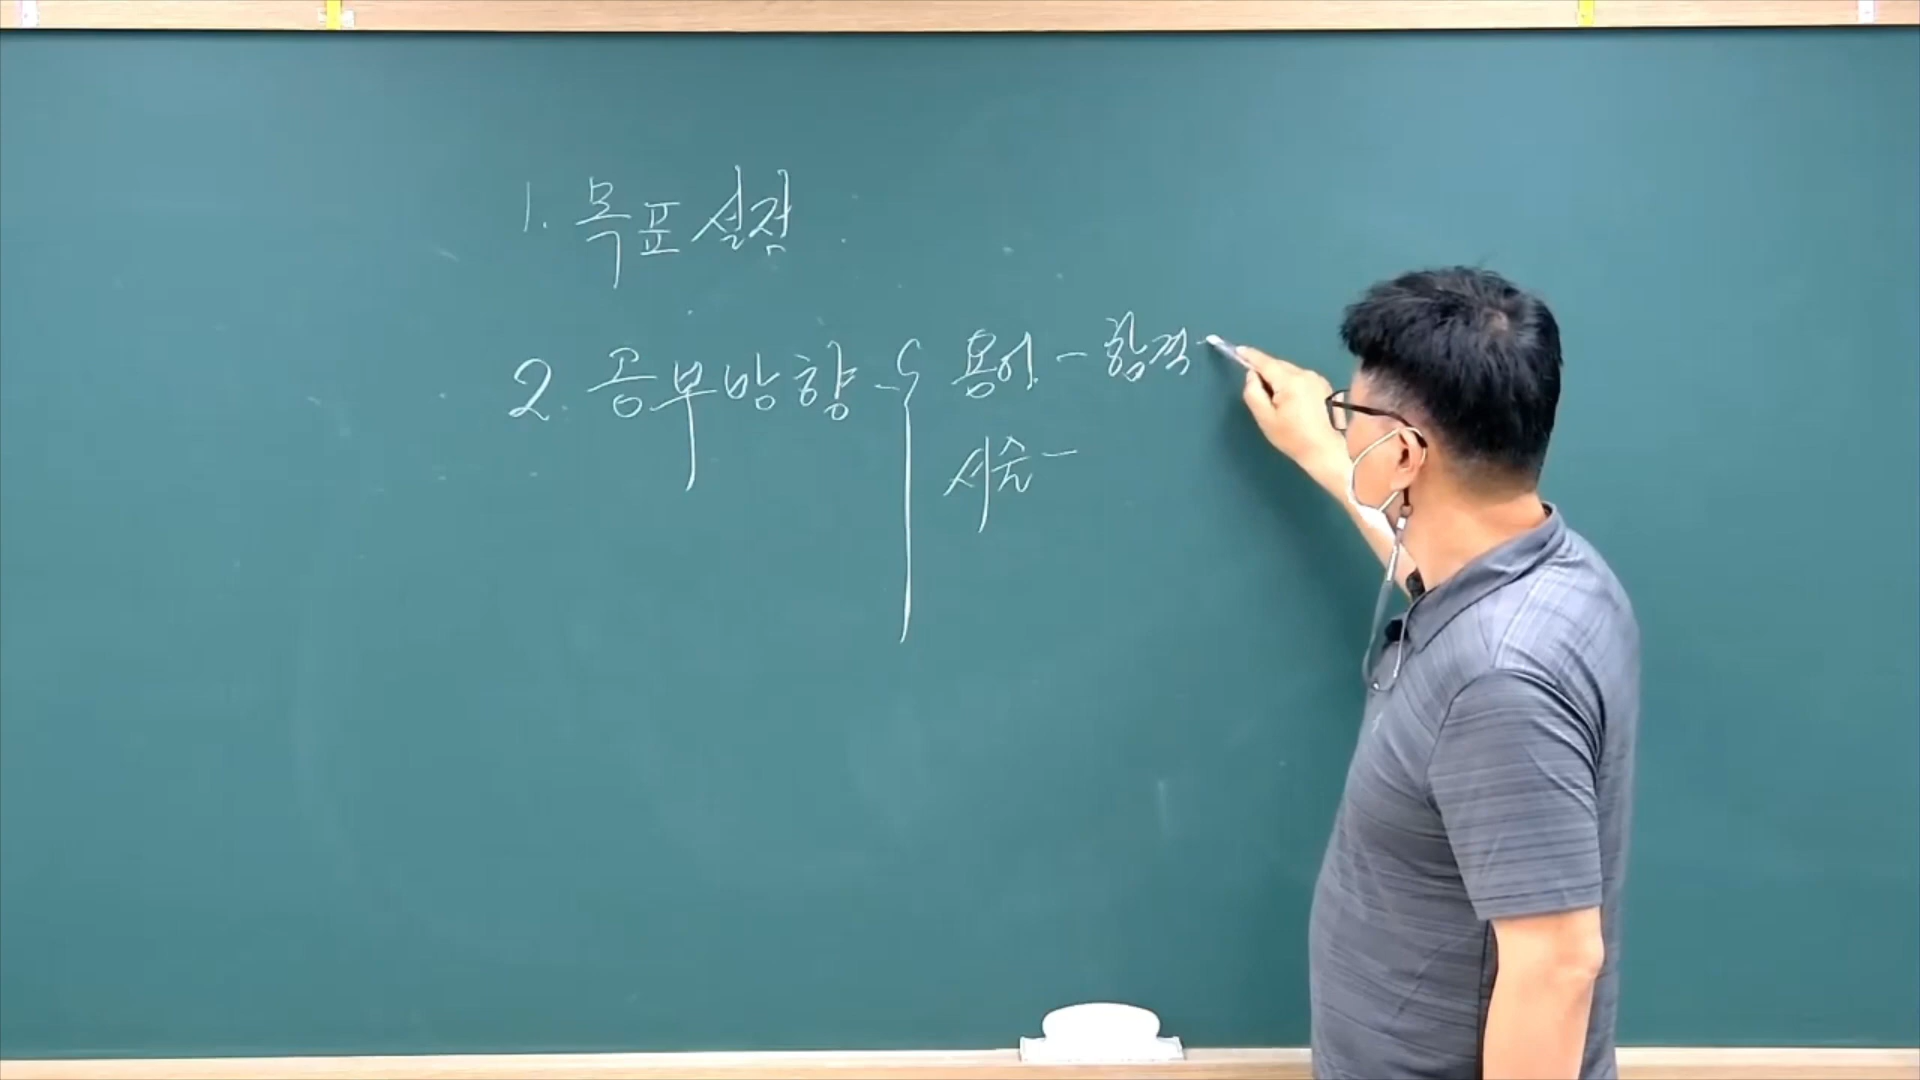 1. 목표설정
2. 공부방향 - { 용어 - 합격
서술 -